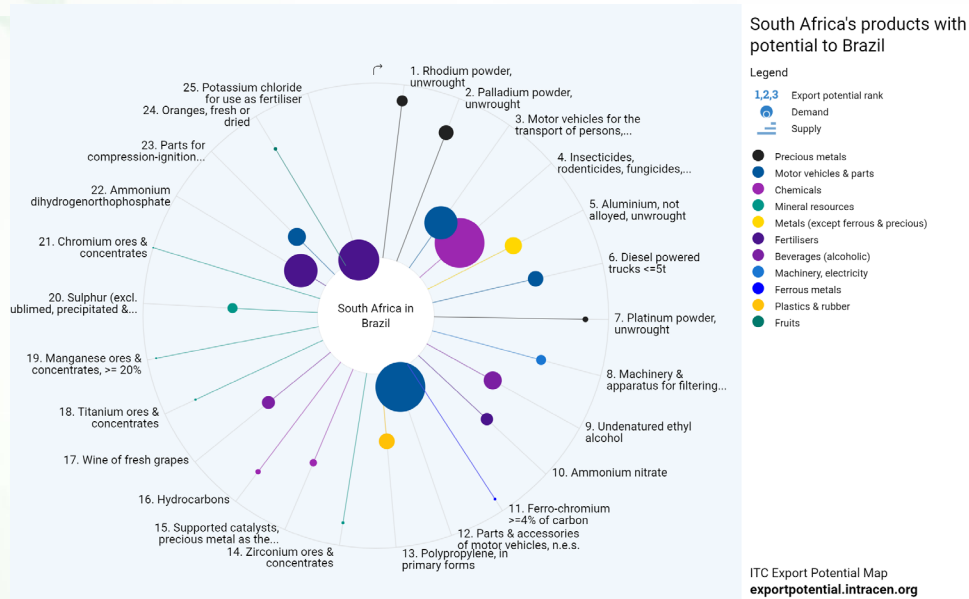 South Africa's products with
potential to Brazil
Legend
1,2,3 Export potential rank
Demand
Supply
Precious metals
Motor vehicles & parts
Chemicals
Mineral resources
Metals (except ferrous & precious)
Fertilisers
Beverages (alcoholic)
Machinery, electricity
Ferrous metals
Plastics & rubber
Fruits
1. Rhodium powder,
unwrought
2. Palladium powder,
unwrought
3. Motor vehicles for the
transport of persons,...
4. Insecticides,
rodenticides, fungicides,...
5. Aluminium, not
alloyed, unwrought
6. Diesel powered
trucks <=5t
7. Platinum powder,
unwrought
8. Machinery &
apparatus for filtering...
9. Undenatured ethyl
alcohol
10. Ammonium nitrate
11. Ferro-chromium
>=4% of carbon
12. Parts & accessories
of motor vehicles, n.e.s.
13. Polypropylene, in
primary forms
14. Zirconium ores &
concentrates
15. Supported catalysts,
precious metal as the...
16. Hydrocarbons
17. Wine of fresh grapes
18. Titanium ores &
concentrates
19. Manganese ores &
concentrates, >= 20%
20. Sulphur (excl.
ublimed, precipitated &...
21. Chromium ores &
concentrates
22. Ammonium
dihydrogenorthophosphate
23. Parts for
compression-ignition...
24. Oranges, fresh or
dried
25. Potassium chloride
for use as fertiliser
South Africa in
Brazil
ITC Export Potential Map
exportpotential.intracen.org